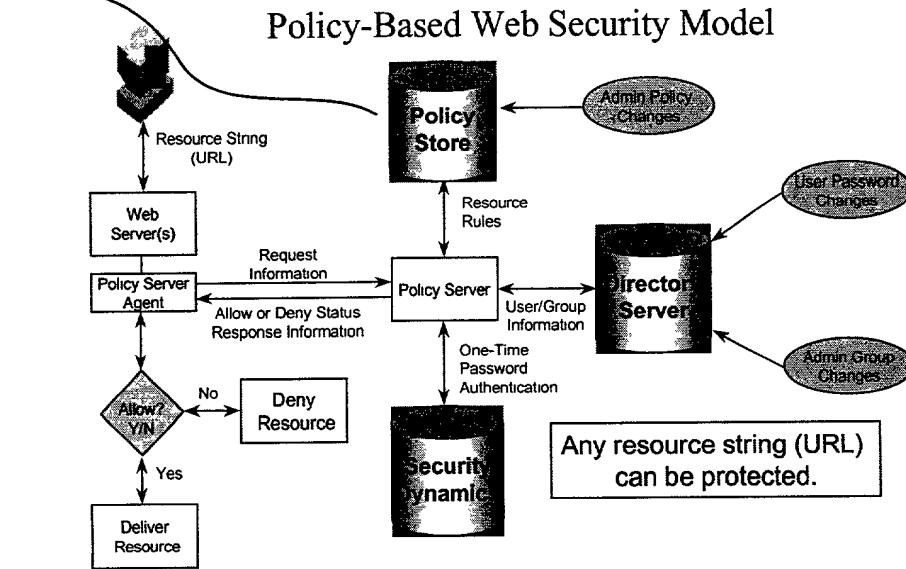 Policy-Based Web Security Model
Resource String
(URL)
Policy
Store
Admin Policy
Changes
Web
Server(s)
Resource
Rules
User Password
Changes
Request
Information
Policy Server
Agent
Policy Server
Allow or Deny Status
Response Information
User/Group
Information
Director
Server
One-Time
Password
Authentication
Admin Group
Changes
Allow?
Y/N
No
Deny
Resource
Yes
Security
Dynamic
Any resource string (URL)
can be protected.
Deliver
Resource